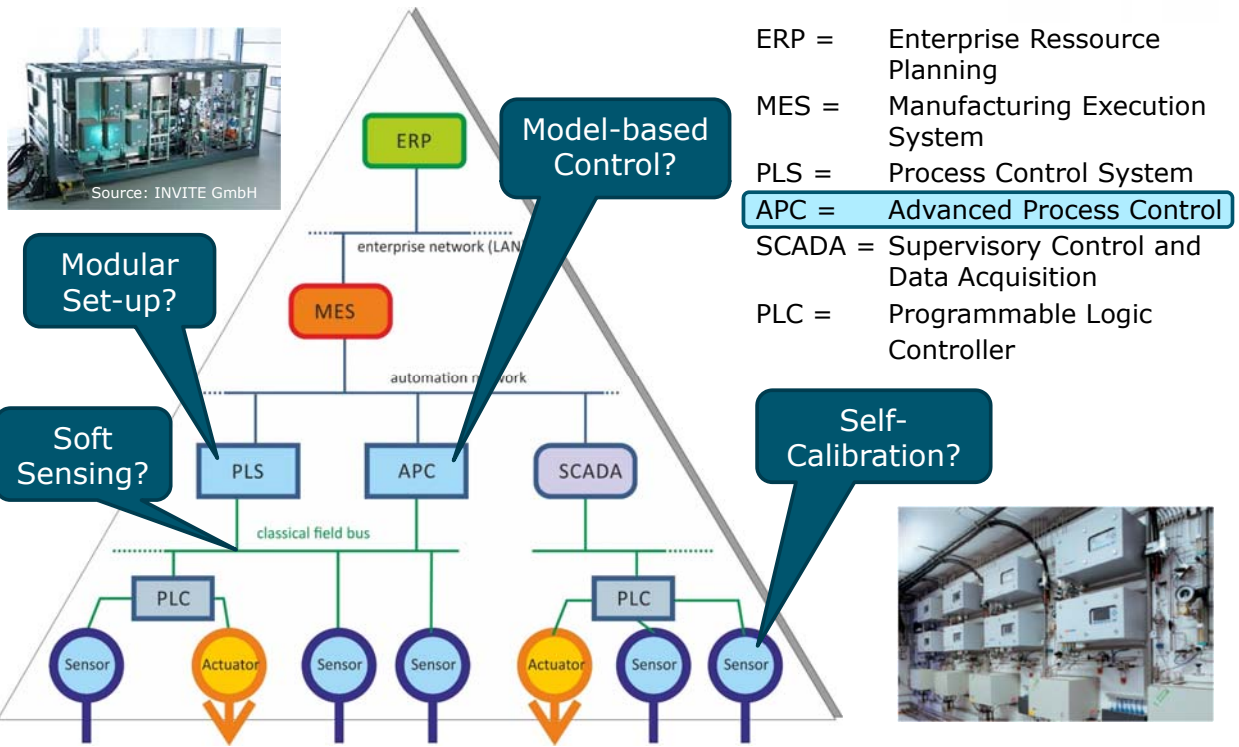 Source: INVITE GmbH
ERP =
Enterprise Ressource
Planning
MES =
Manufacturing Execution
System
PLS =
Process Control System
APC =
Advanced Process Control
SCADA =
Supervisory Control and
Data Acquisition
PLC =
Programmable Logic
Controller
Model-based
Control?
ERP
enterprise network (LAN
Modular
Set-up?
MES
automation network
Soft
Sensing?
PLS
APC
SCADA
Self-
Calibration?
classical field bus
PLC
PLC
Sensor
Actuator
Sensor
Sensor
Actuator
Sensor
Sensor